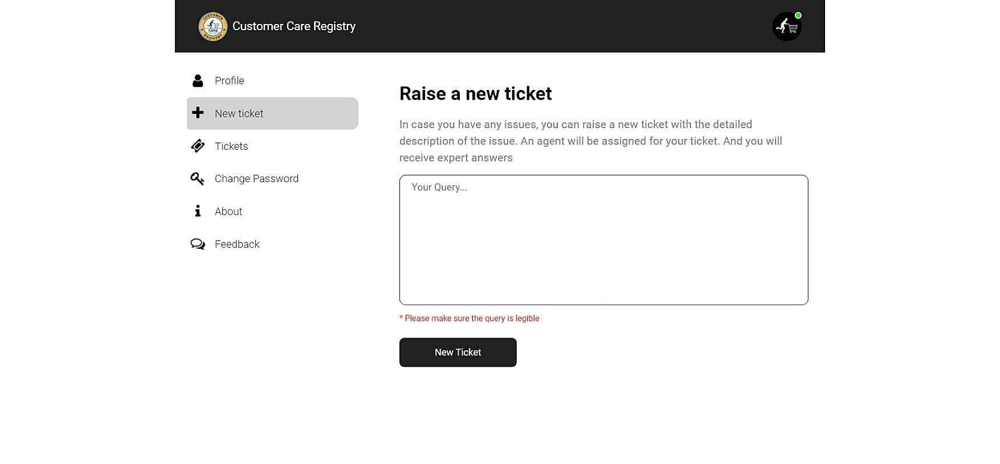 CUSTOMER
CARE
REGISTRY
Customer Care Registry
Profile
New ticket
Tickets
Change Password
About
Feedback
Raise a new ticket
In case you have any issues, you can raise a new ticket with the detailed
description of the issue. An agent will be assigned for your ticket. And you will
receive expert answers
Your Query...
* Please make sure the query is legible
New Ticket